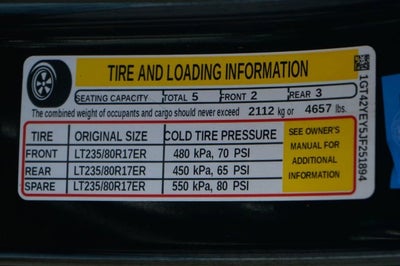 TIRE AND LOADING INFORMATION
SEATING CAPACITY TOTAL 5 FRONT 2 REAR 3
The combined weight of occupants and cargo should never exceed 2112 kg or 4657 lbs.
TIRE ORIGINAL SIZE COLD TIRE PRESSURE
FRONT LT235/80R17ER 480 kPa, 70 PSI
REAR LT235/80R17ER 450 kPa, 65 PSI
SPARE LT235/80R17ER 550 kPa, 80 PSI
SEE OWNER'S
MANUAL FOR
ADDITIONAL
INFORMATION
1GT42YEY5JF251894